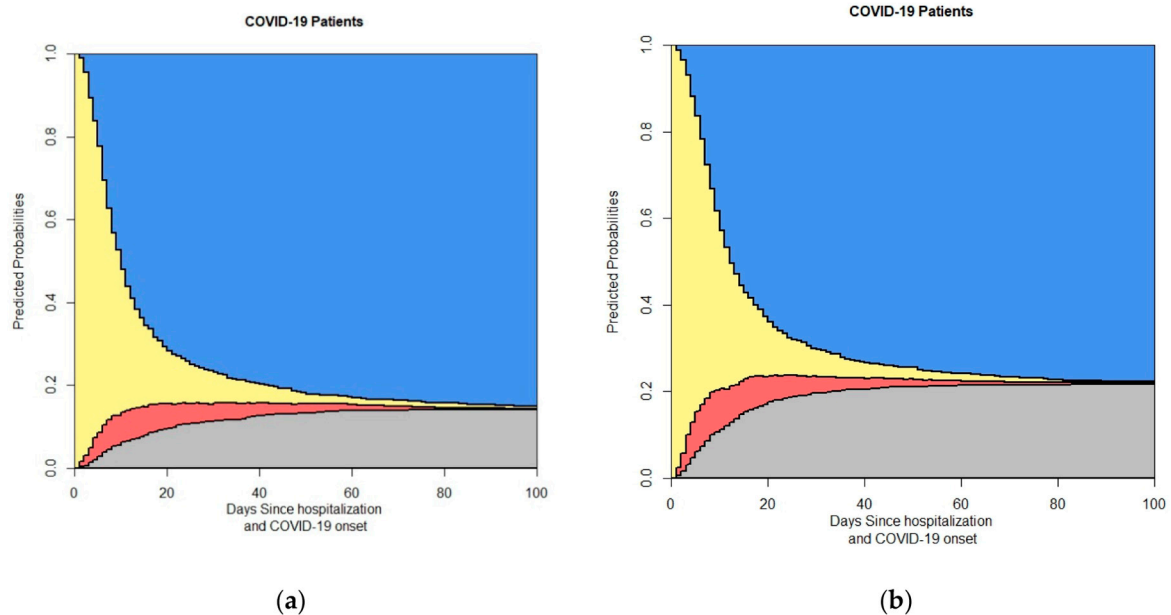 COVID-19 Patients
Predicted Probabilities
0.0 0.2 0.4 0.6 0.8 1.0
0 20 40 60 80 100
Days Since hospitalization
and COVID-19 onset
(a)
COVID-19 Patients
Predicted Probabilities
0.0 0.2 0.4 0.6 0.8 1.0
0 20 40 60 80 100
Days Since hospitalization
and COVID-19 onset
(b)